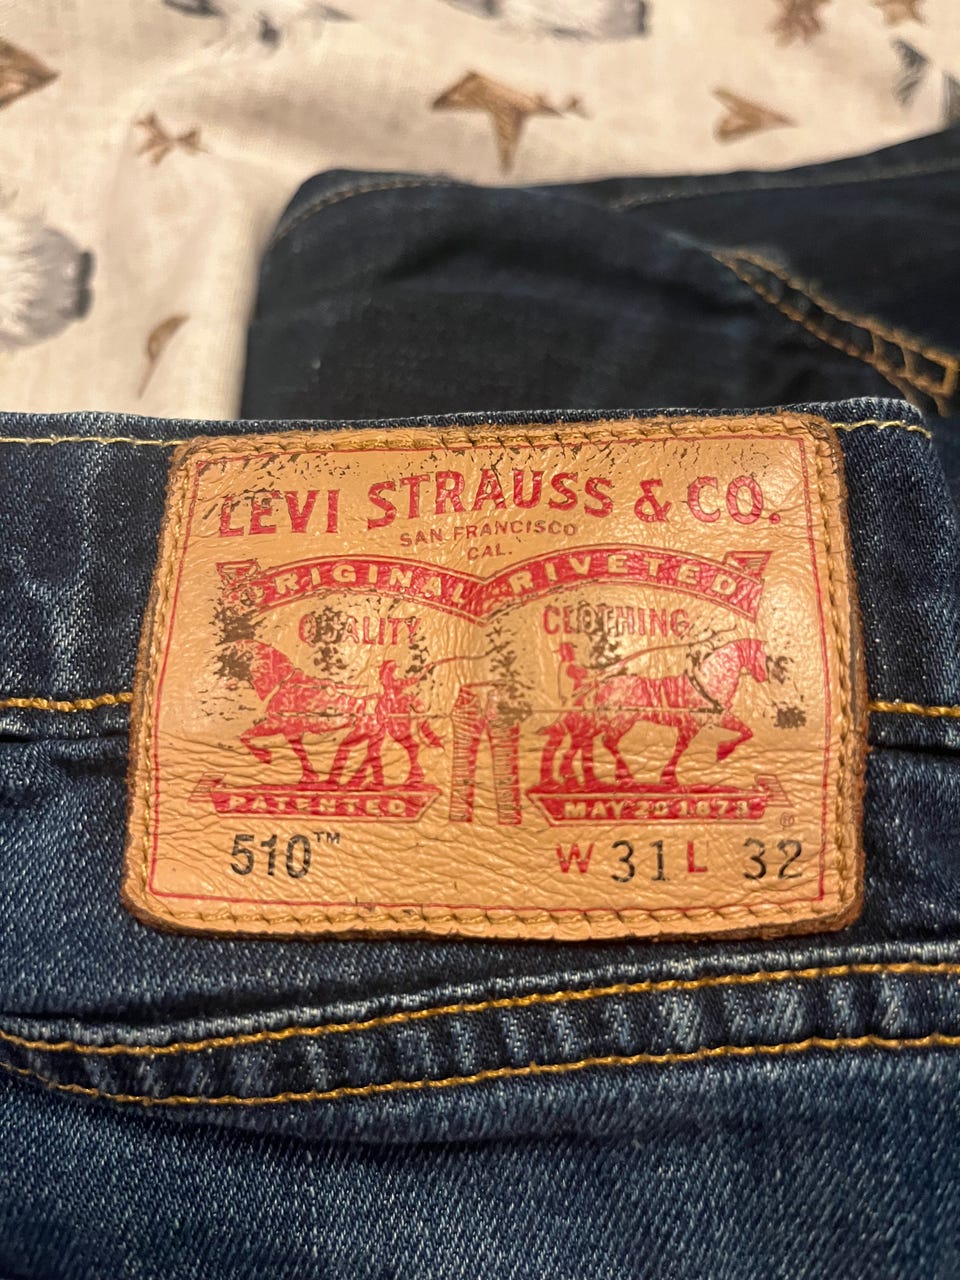 LEVI STRAUSS & CO.
SAN FRANCISCO
CAL.
ORIGINAL RIVETED
QUALITY CLOTHING
PATENTED MAY 20 1873
®
510™ W 31 L 32